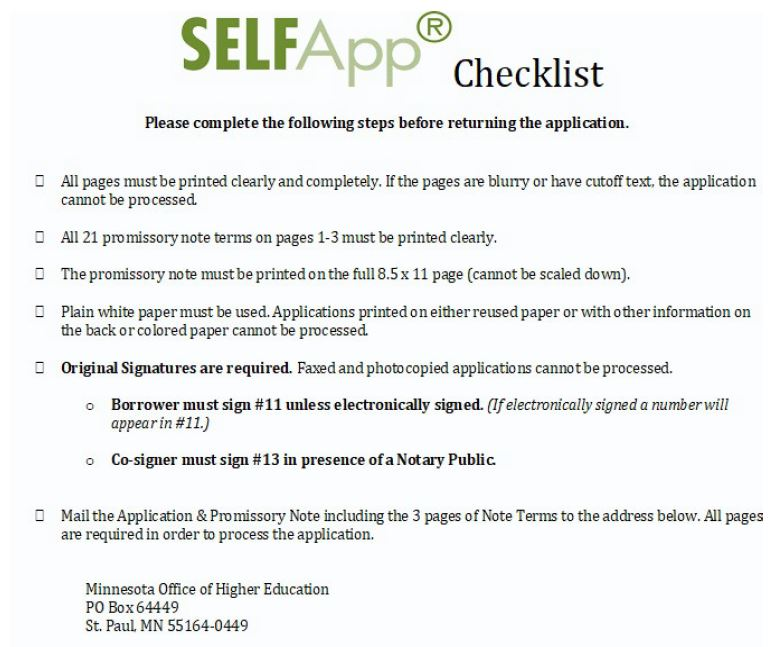 SELFApp® Checklist
Please complete the following steps before returning the application.
All pages must be printed clearly and completely. If the pages are blurry or have cutoff text, the application
cannot be processed.
All 21 promissory note terms on pages 1-3 must be printed clearly.
The promissory note must be printed on the full 8.5 x 11 page (cannot be scaled down).
Plain white paper must be used. Applications printed on either reused paper or with other information on
the back or colored paper cannot be processed.
Original Signatures are required. Faxed and photocopied applications cannot be processed.
Borrower must sign #11 unless electronically signed. (If electronically signed a number will
appear in #11.)
Co-signer must sign #13 in presence of a Notary Public.
Mail the Application & Promissory Note including the 3 pages of Note Terms to the address below. All pages
are required in order to process the application.
Minnesota Office of Higher Education
PO Box 64449
St. Paul, MN 55164-0449